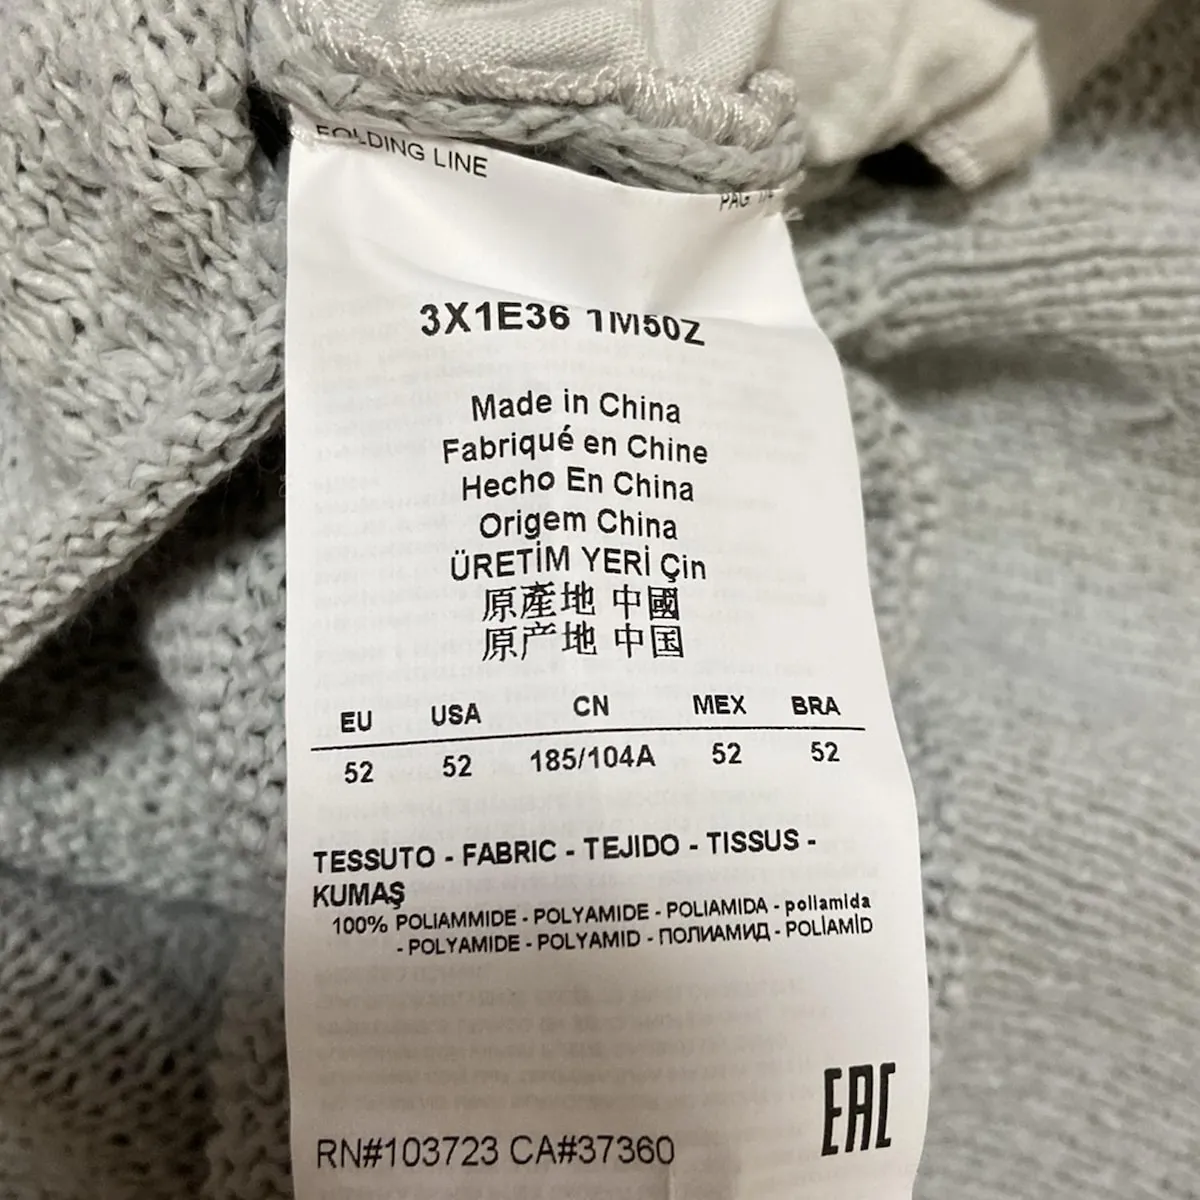 FOLDING LINE
PAG. 1/4
3X1E36 1M50Z
Made in China
Fabriqué en Chine
Hecho En China
Origem China
ÜRETİM YERİ Çin
原產地 中國
原产地 中国
EU USA CN MEX BRA
52 52 185/104A 52 52
TESSUTO - FABRIC - TEJIDO - TISSUS -
KUMAŞ
100% POLIAMMIDE - POLYAMIDE - POLIAMIDA - poliamida
- POLYAMIDE - POLYAMID - ПОЛИАМИД - POLİAMİD
EAC
RN#103723 CA#37360